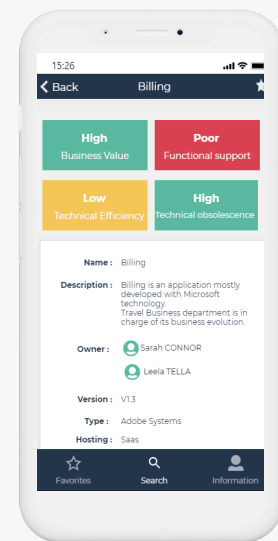 15:26
Back Billing
High Poor
Business Value Functional support
Low High
Technical Efficiency Technical obsolescence
Name : Billing
Description : Billing is an application mostly
developed with Microsoft
technology.
Travel Business department is in
charge of its business evolution.
Owner : Sarah CONNOR
Leela TELLA
Version : V1.3
Type : Adobe Systems
Hosting : Saas
Favorites Search Information